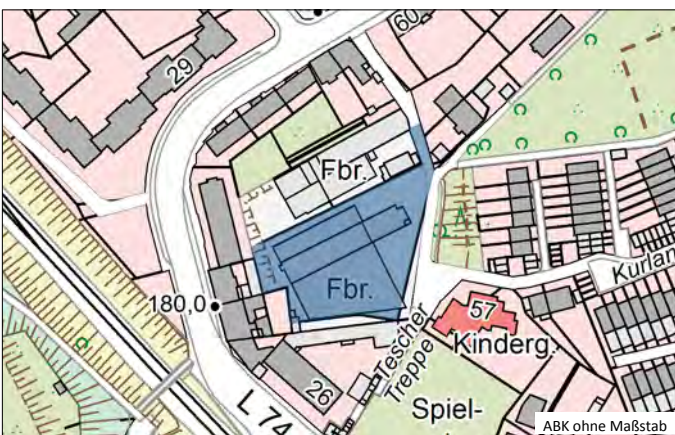 60
29
Fbr.
Kurlan
Fbr.
180,0
57
Kinderg.
Tescher
Treppe
26
L 74
Spiel-
ABK ohne Maßstab